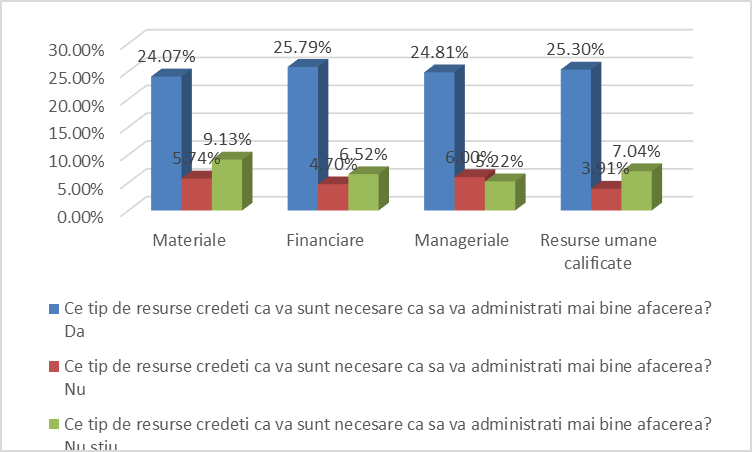 30.00%
25.00%
20.00%
15.00%
10.00%
5.00%
0.00%
24.07%
5.74%
9.13%
25.79%
4.70%
6.52%
24.81%
6.00%
5.22%
25.30%
3.91%
7.04%
Materiale
Financiare
Manageriale
Resurse umane
calificate
Ce tip de resurse credeti ca va sunt necesare ca sa va administrati mai bine afacerea?
Da
Ce tip de resurse credeti ca va sunt necesare ca sa va administrati mai bine afacerea?
Nu
Ce tip de resurse credeti ca va sunt necesare ca sa va administrati mai bine afacerea?
Nu stiu